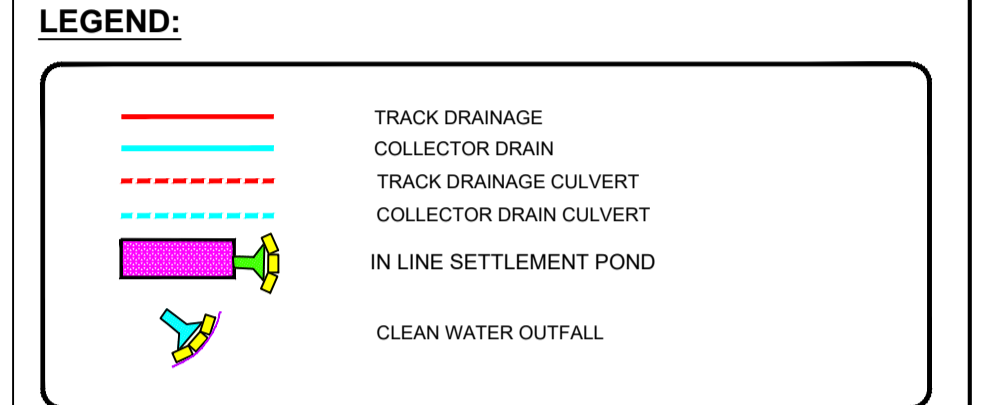 LEGEND:
TRACK DRAINAGE
COLLECTOR DRAIN
TRACK DRAINAGE CULVERT
COLLECTOR DRAIN CULVERT
IN LINE SETTLEMENT POND
CLEAN WATER OUTFALL